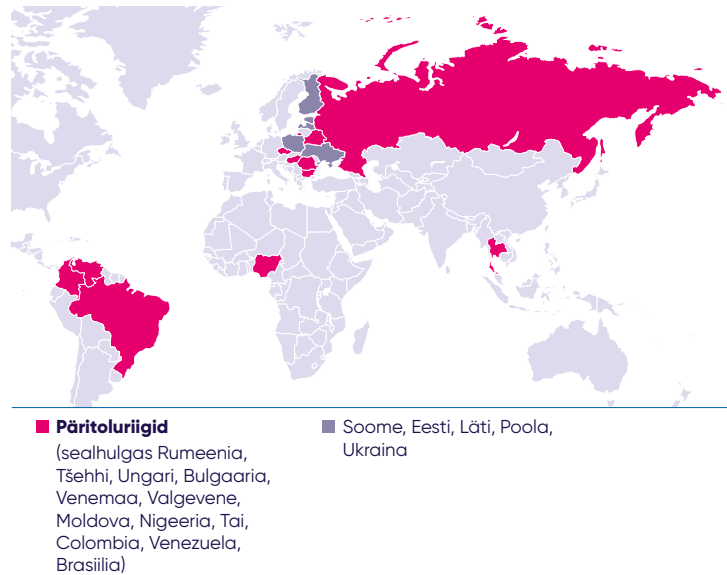 Päritoluriigid
(sealhulgas Rumeenia,
Tšehhi, Ungari, Bulgaaria,
Venemaa, Valgevene,
Moldova, Nigeeria, Tai,
Colombia, Venezuela,
Brasiilia)
Soome, Eesti, Läti, Poola,
Ukraina